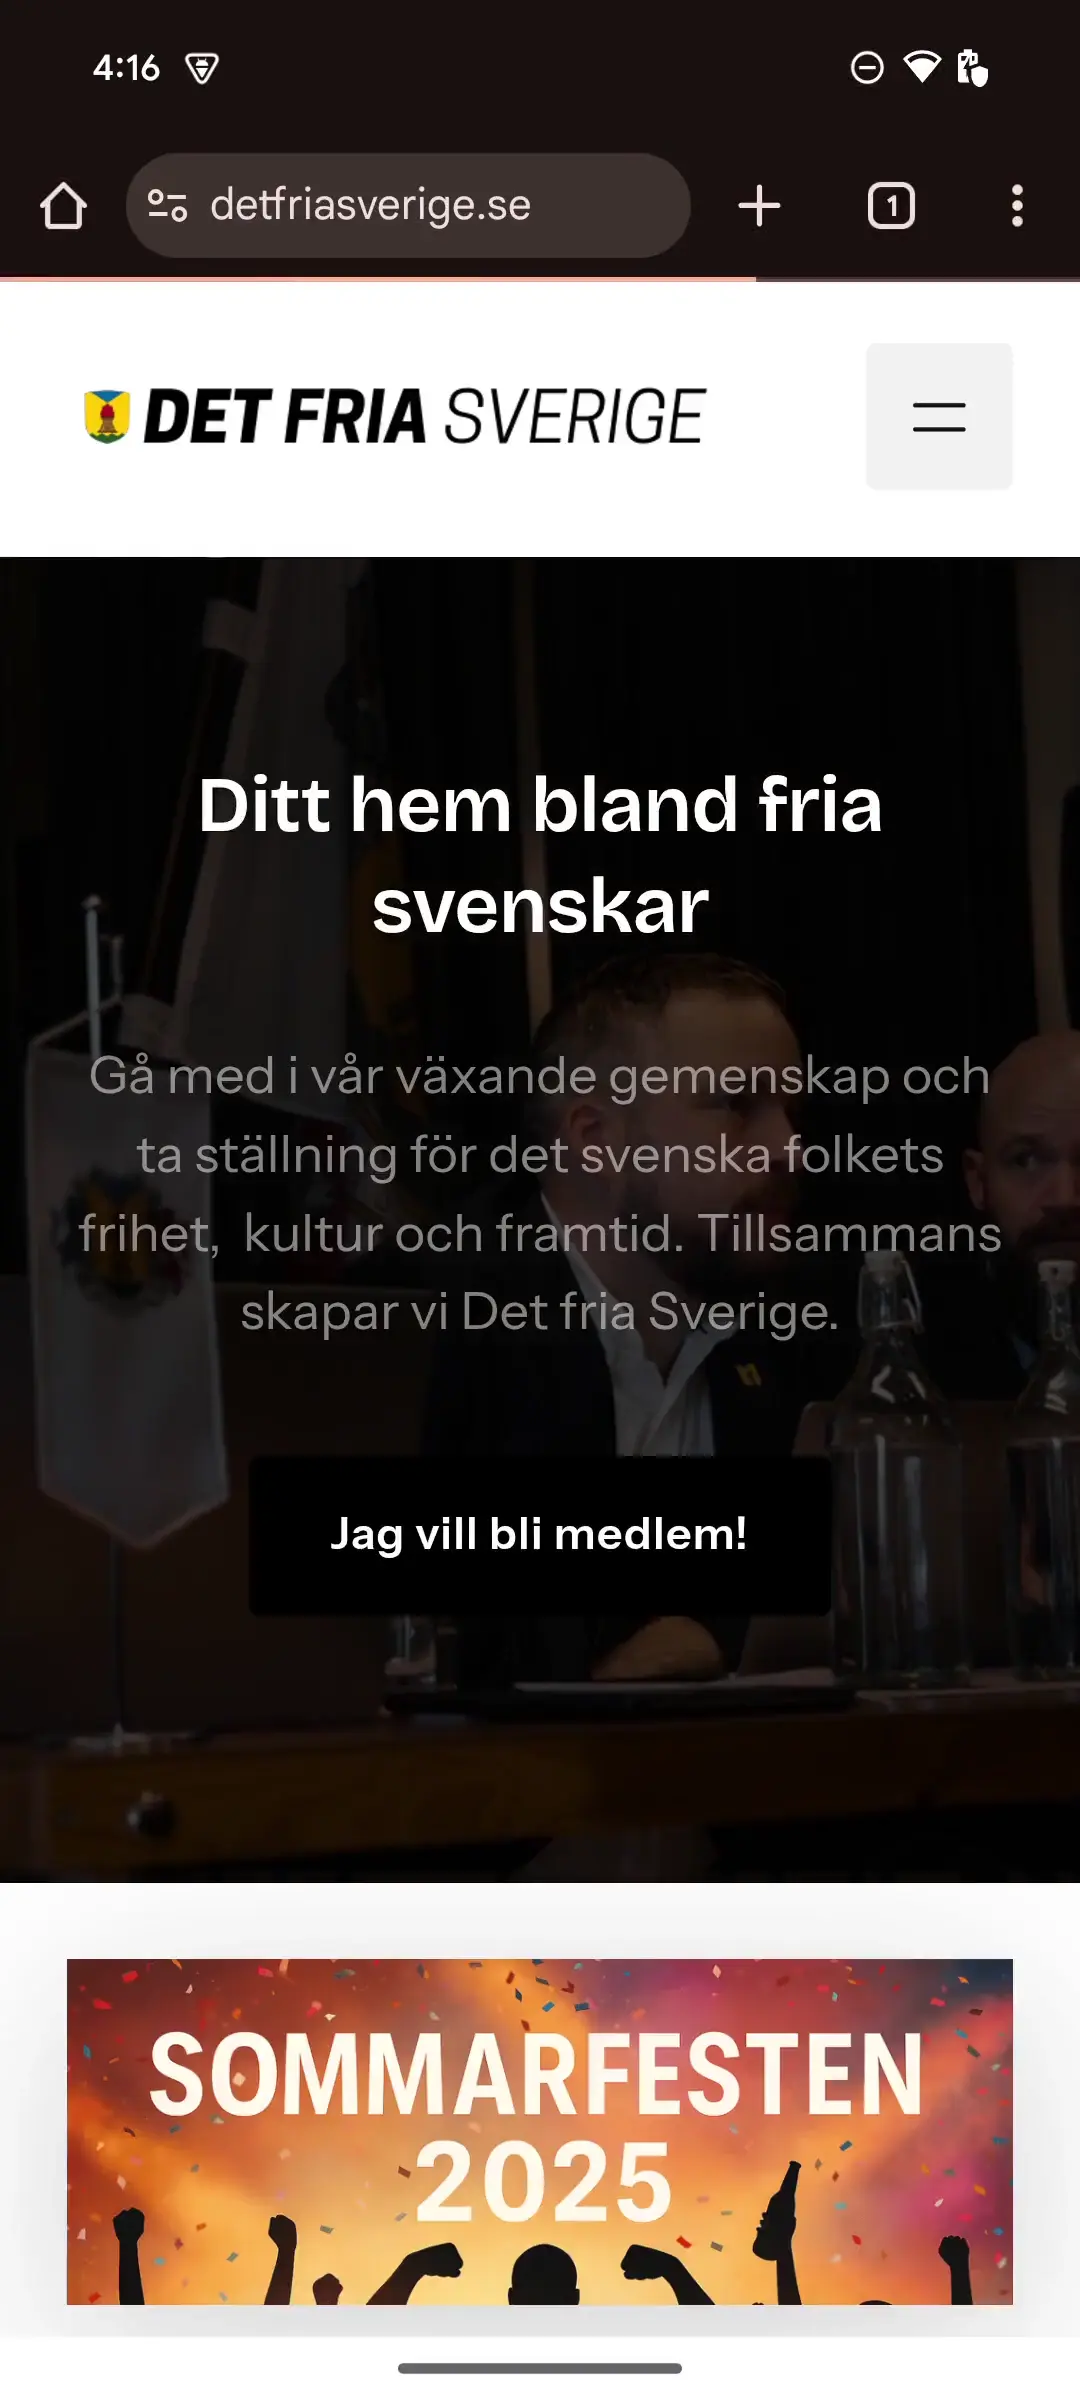 4:16
detfriasverige.se
1
DET FRIA SVERIGE
Ditt hem bland fria
svenskar
Gå med i vår växande gemenskap och
ta ställning för det svenska folkets
frihet,  kultur och framtid. Tillsammans
skapar vi Det fria Sverige.
Jag vill bli medlem!
SOMMARFESTEN
2025